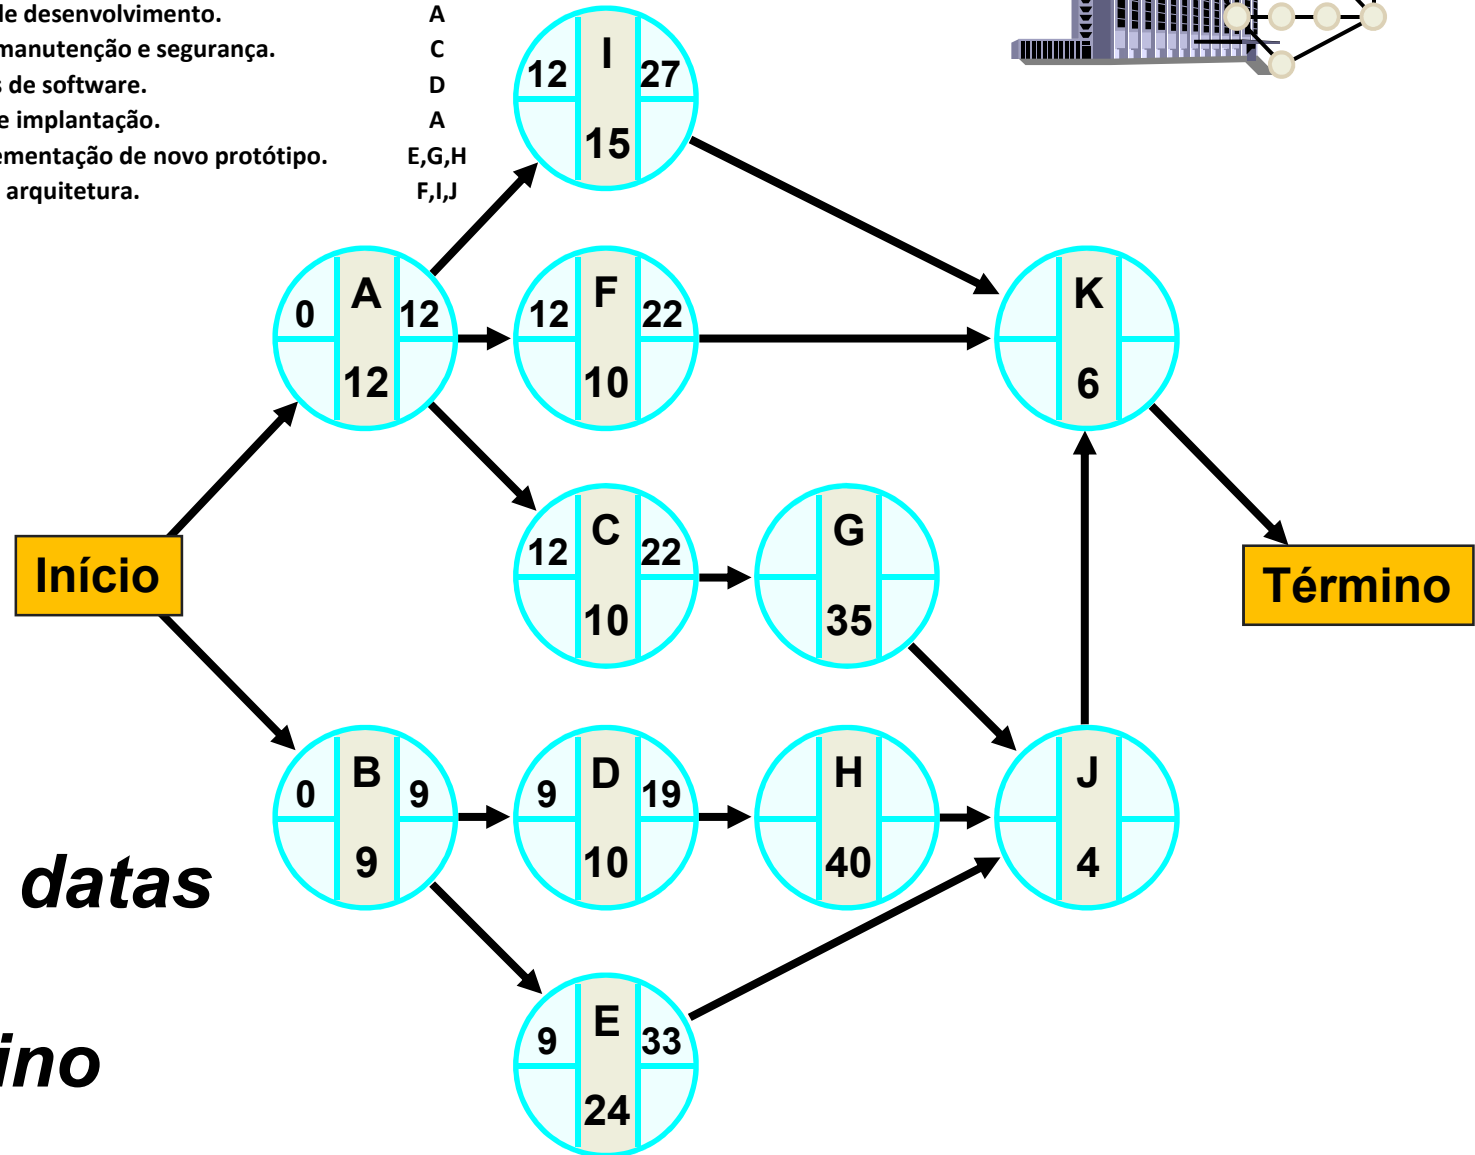 de desenvolvimento. A
manutenção e segurança. C
s de software. D
e implantação. A
ementação de novo protótipo. E,G,H
arquitetura. F,I,J
I
12 27
15
A
0 12
12
F
12 22
10
K
6
C
12 22
10
G
35
Início
Término
B
0 9
9
D
9 19
10
H
40
J
4
datas
E
9 33
24
ino